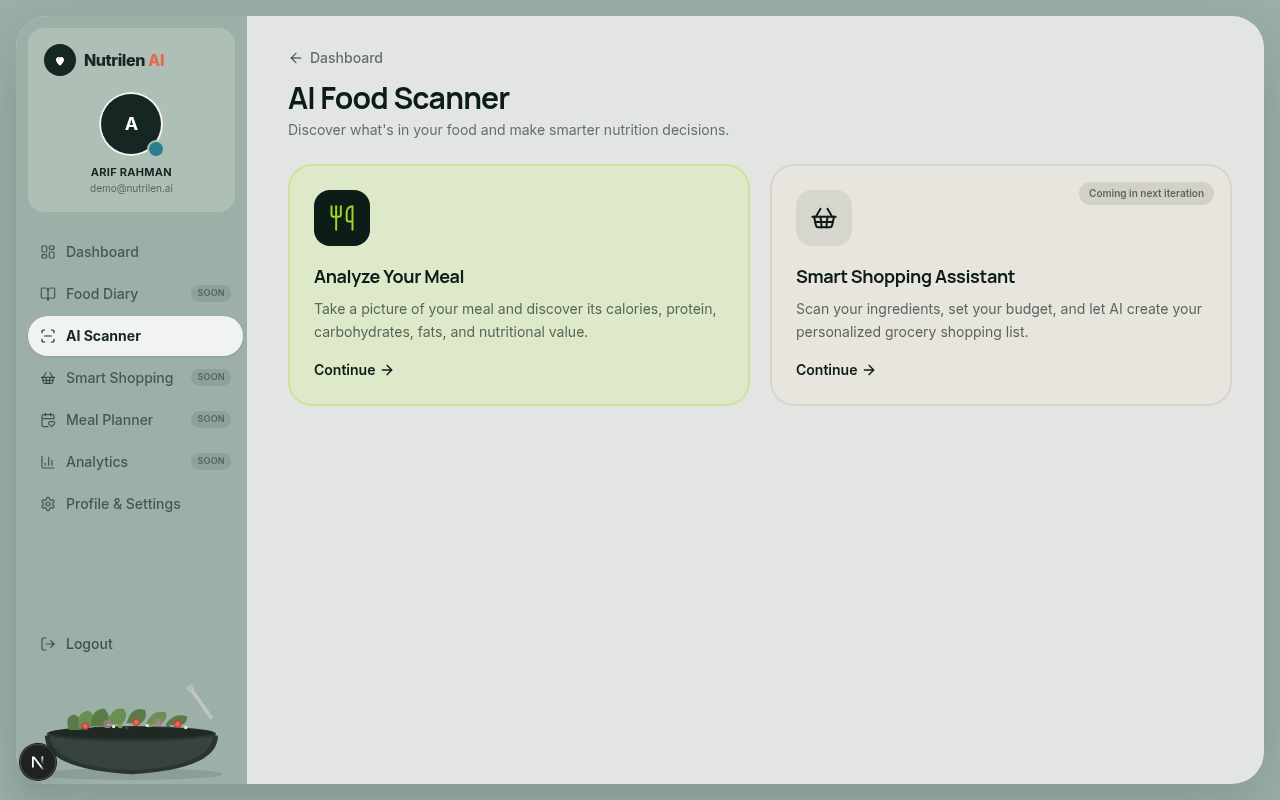 Nutrilen AI
A
ARIF RAHMAN
demo@nutrilen.ai
Dashboard
Food Diary SOON
AI Scanner
Smart Shopping SOON
Meal Planner SOON
Analytics SOON
Profile & Settings
Logout
N
Dashboard
AI Food Scanner
Discover what's in your food and make smarter nutrition decisions.
Analyze Your Meal
Take a picture of your meal and discover its calories, protein,
carbohydrates, fats, and nutritional value.
Continue
Coming in next iteration
Smart Shopping Assistant
Scan your ingredients, set your budget, and let AI create your
personalized grocery shopping list.
Continue